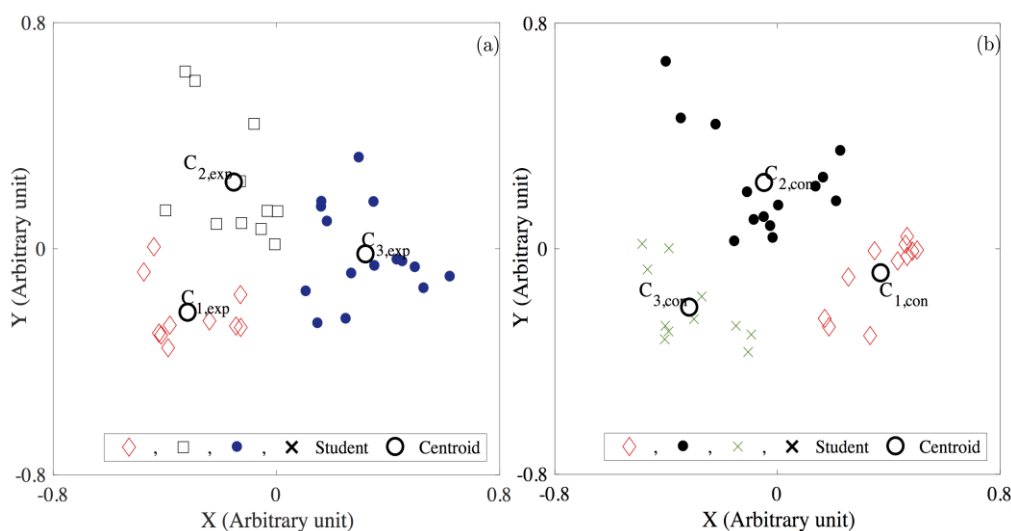 0.8
(a)
C2,exp
Y (Arbitrary unit)
0
C3,exp
C1,exp
, , , Student Centroid
-0.8
-0.8 0 0.8
X (Arbitrary unit)
0.8
(b)
C2,con
Y (Arbitrary unit)
0
C3,con
C1,con
, , , Student Centroid
-0.8
-0.8 0 0.8
X (Arbitrary unit)